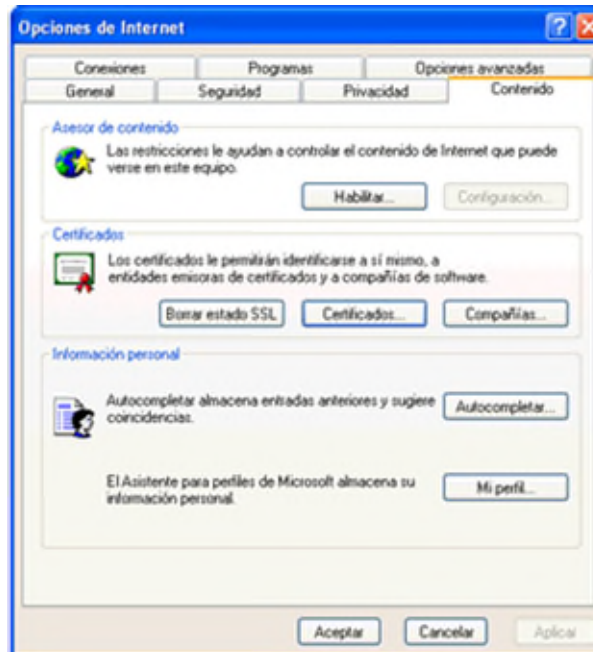 Opciones de Internet
Conexiones Programas Opciones avanzadas
General Seguridad Privacidad Contenido
Asesor de contenido
Las restricciones le ayudan a controlar el contenido de Internet que puede
verse en este equipo.
Habilitar... Configuración...
Certificados
Los certificados le permitirán identificarse a sí mismo, a
entidades emisoras de certificados y a compañías de software.
Borrar estado SSL Certificados... Compañías...
Información personal
Autocompletar almacena entradas anteriores y sugiere
coincidencias.
Autocompletar...
El Asistente para perfiles de Microsoft almacena su
información personal.
Mi perfil...
Aceptar Cancelar Aplicar